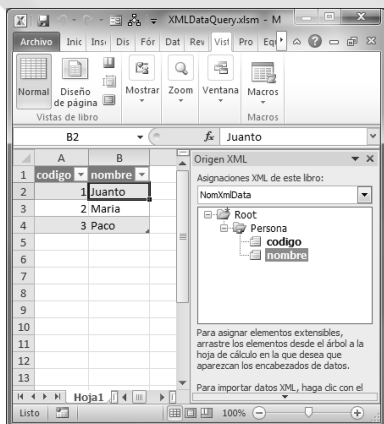 XMLDataQuery.xlsm - M
Archivo Inic Inse Dis Fór Dat Rev Vist Pro Equ
Normal Diseño de página Mostrar Zoom Ventana Macros
Vistas de libro Macros
B2 fx Juanto
A B
1 codigo nombre
2 1 Juanto
3 2 Maria
4 3 Paco
5
6
7
8
9
10
11
12
13
Origen XML
Asignaciones XML de este libro:
NomXmlData
Root
Persona
codigo
nombre
Para asignar elementos extensibles,
arrastre los elementos desde el árbol a la
hoja de cálculo en la que desea que
aparezcan los encabezados de datos.
Para importar datos XML, haga clic con el
Hoja1
Listo 100%